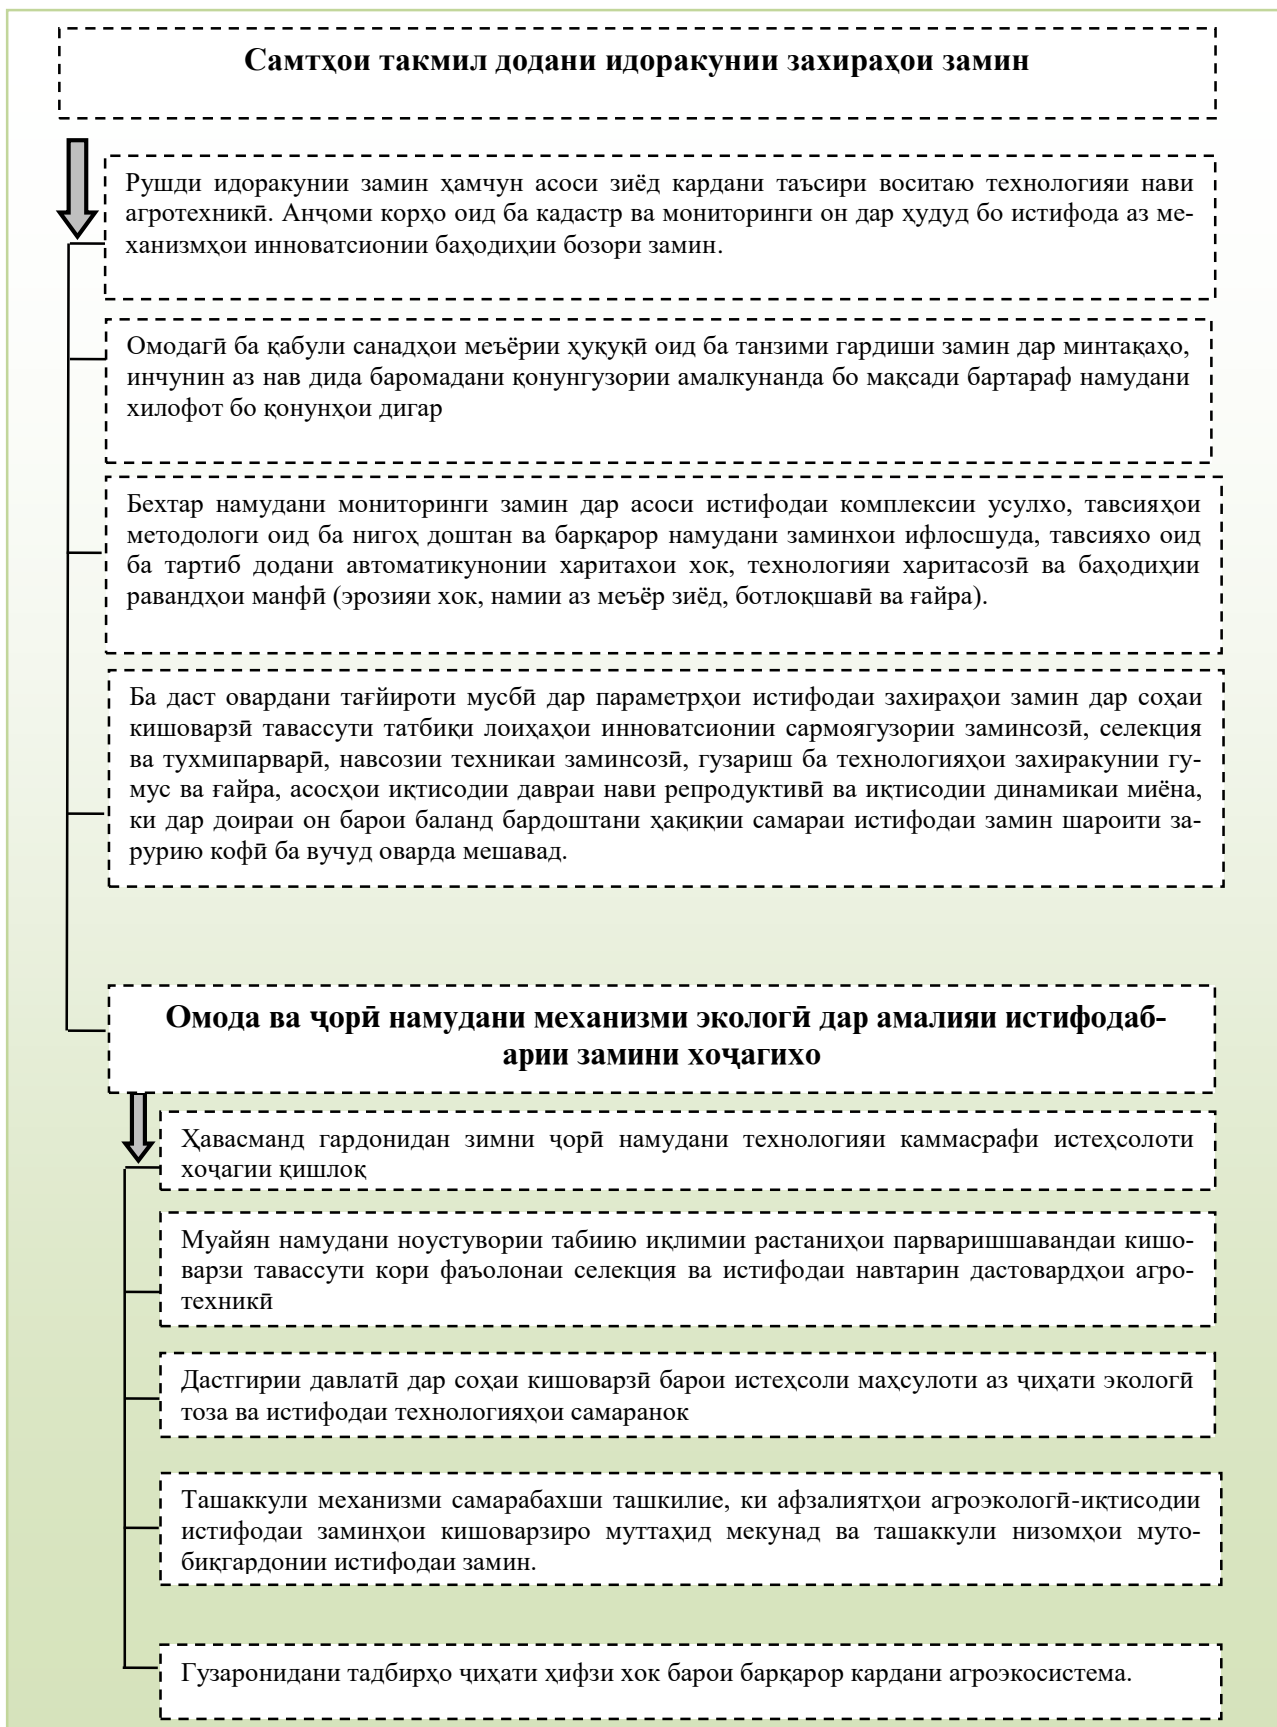 Самтҳои такмил додани идоракунии захираҳои замин
Рушди идоракунии замин ҳамчун асоси зиёд кардани таъсири воситаю технологияи нави
агротехникӣ. Анҷоми корҳо оид ба кадастр ва мониторинги он дар ҳудуд бо истифода аз ме-
ханизмҳои инноватсионии баҳодиҳии бозори замин.
Омодагӣ ба қабули санадҳои меъёрии ҳуқуқӣ оид ба танзими гардиши замин дар минтақаҳо,
инчунин аз нав дида баромадани қонунгузории амалкунанда бо мақсади бартараф намудани
хилофот бо қонунҳои дигар
Бехтар намудани мониторинги замин дар асоси истифодаи комплексии усулхо, тавсияҳои
методологи оид ба нигоҳ доштан ва барқарор намудани заминхои ифлосшуда, тавсияхо оид
ба тартиб додани автоматикунонии харитахои хок, технологияи харитасозӣ ва баҳодиҳии
равандҳои манфӣ (эрозияи хок, намии аз меъёр зиёд, ботлоқшавӣ ва ғайра).
Ба даст овардани тағйироти мусбӣ дар параметрҳои истифодаи захираҳои замин дар соҳаи
кишоварзӣ тавассути татбиқи лоиҳаҳои инноватсионии сармоягузории заминсозӣ, селекция
ва тухмипарварӣ, навсозии техникаи заминсозӣ, гузариш ба технологияҳои захиракунии гу-
мус ва ғайра, асосҳои иқтисодии давраи нави репродуктивӣ ва иқтисодии динамикаи миёна,
ки дар доираи он барои баланд бардоштани ҳақиқии самараи истифодаи замин шароити за-
рурию кофӣ ба вучуд оварда мешавад.
Омода ва ҷорӣ намудани механизми экологӣ дар амалияи истифодаб-
арии замини хоҷагихо
Ҳавасманд гардонидан зимни ҷорӣ намудани технологияи каммасрафи истеҳсолоти
хоҷагии қишлоқ
Муайян намудани ноустувории табиию иқлимии растаниҳои парваришшавандаи кишо-
варзи тавассути кори фаъолонаи селекция ва истифодаи навтарин дастовардҳои агро-
техникӣ
Дастгирии давлатӣ дар соҳаи кишоварзӣ барои истеҳсоли маҳсулоти аз ҷиҳати экологӣ
тоза ва истифодаи технологияҳои самаранок
Ташаккули механизми самарабахши ташкилие, ки афзалиятҳои агроэкологӣ-иқтисодии
истифодаи заминҳои кишоварзиро муттаҳид мекунад ва ташаккули низомҳои муто-
биқгардонии истифодаи замин.
Гузаронидани тадбирҳо ҷиҳати ҳифзи хок барои барқарор кардани агроэкосистема.